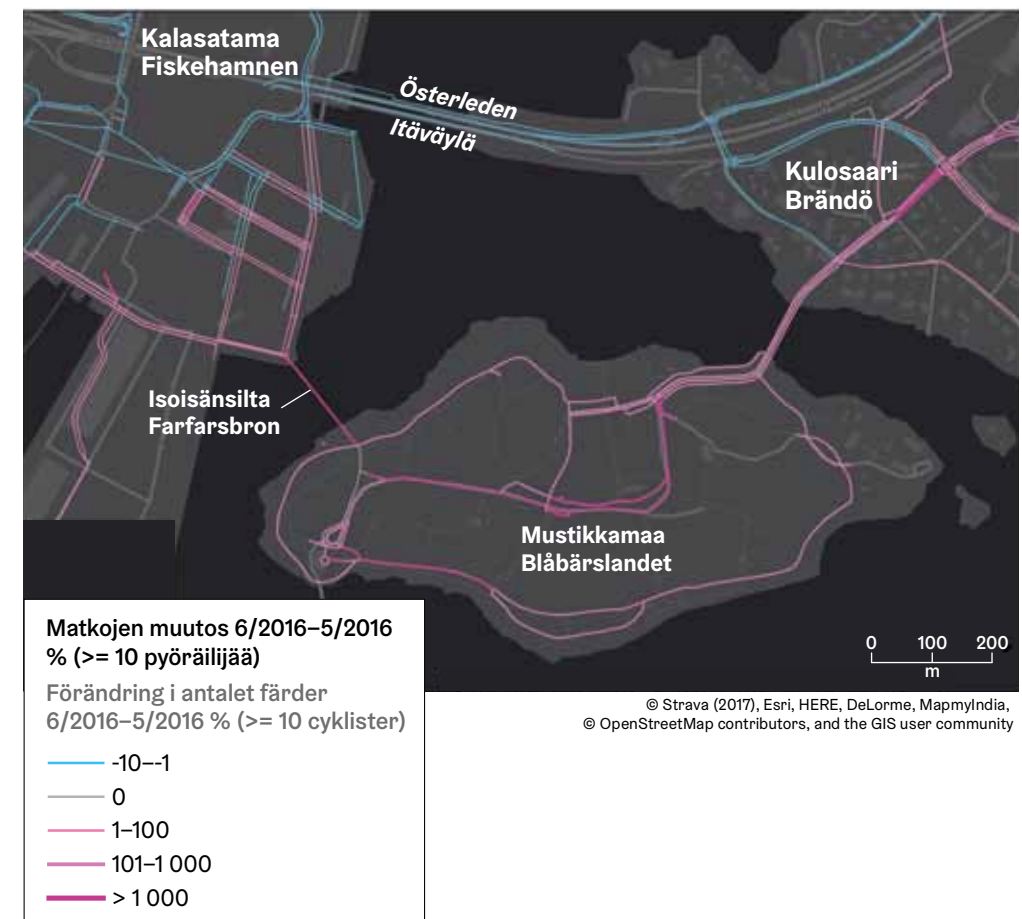 Kalasatama
Fiskehamnen
Österleden
Itäväylä
Kulosaari
Brändö
Isoisänsilta
Farfarsbron
Mustikkamaa
Blåbärslandet
0 100 200
m
Matkojen muutos 6/2016–5/2016
% (>= 10 pyöräilijää)
Förändring i antalet färder
6/2016–5/2016 % (>= 10 cyklister)
-10–-1
0
1–100
101–1 000
> 1 000
© Strava (2017), Esri, HERE, DeLorme, MapmyIndia,
© OpenStreetMap contributors, and the GIS user community